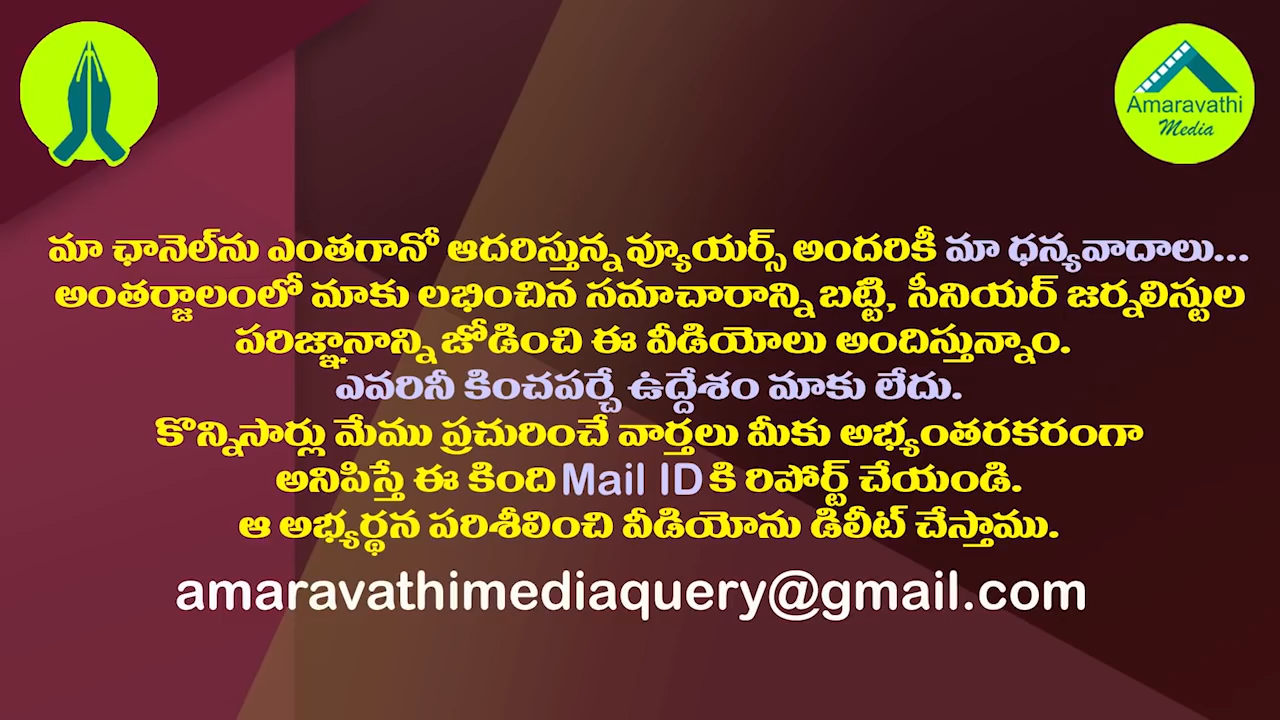 Amaravathi
Media
మా ఛానెల్‌ను ఎంతగానో ఆదరిస్తున్న వ్యూయర్స్ అందరికీ మా ధన్యవాదాలు...
అంతర్జాలంలో మాకు లభించిన సమాచారాన్ని బట్టి, సీనియర్ జర్నలిస్టుల
పరిజ్ఞానాన్ని జోడించి ఈ వీడియోలు అందిస్తున్నాం.
ఎవరినీ కించపర్చే ఉద్దేశం మాకు లేదు.
కొన్నిసార్లు మేము ప్రచురించే వార్తలు మీకు అభ్యంతరకరంగా
అనిపిస్తే ఈ కింది Mail ID కి రిపోర్ట్ చేయండి.
ఆ అభ్యర్థన పరిశీలించి వీడియోను డిలీట్ చేస్తాము.
amaravathimediaquery@gmail.com